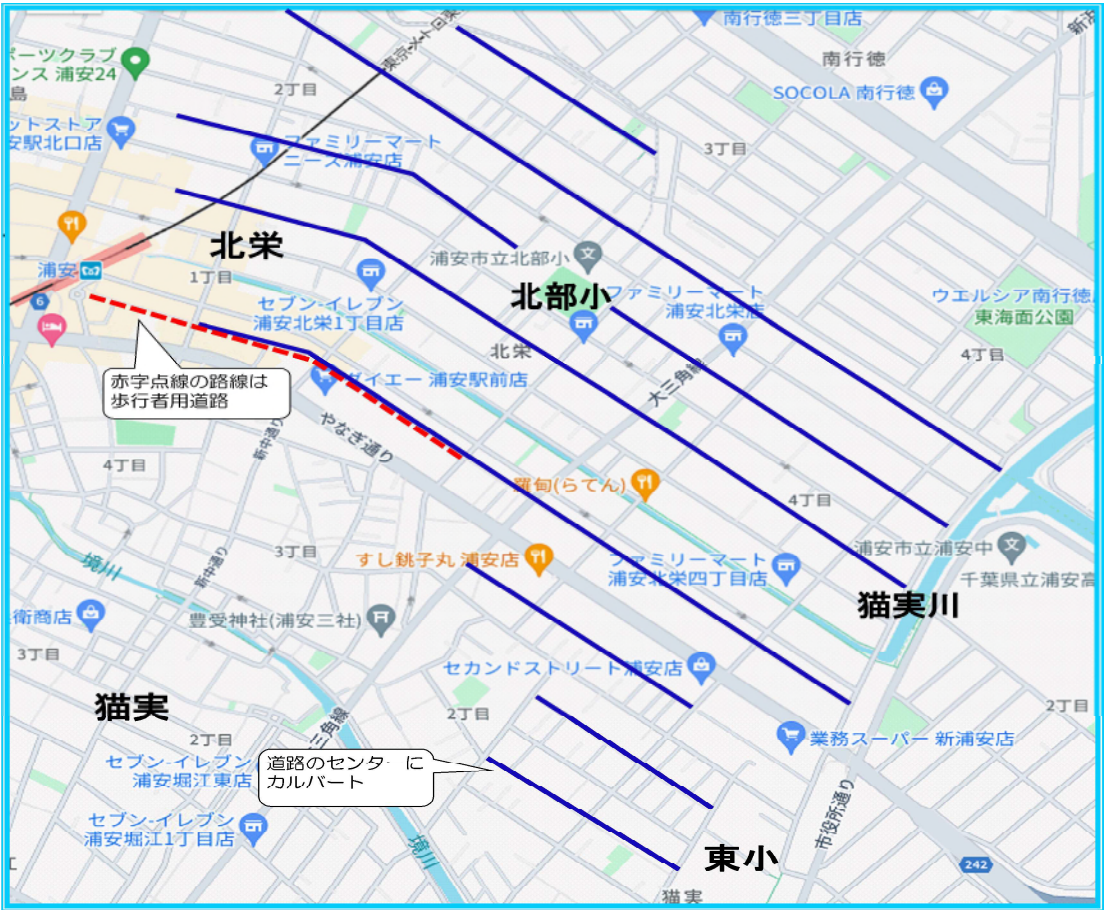 南行徳三丁目店
新浜
ポーツクラブ
ンス 浦安24
島
2丁目
南行徳
SOCOLA 南行徳
ットストア
安駅北口店
ファミリーマート
ニース浦安店
3丁目
北栄
浦安市立北部小
浦安
1丁目
6
北部小
ファミリーマート
浦安北栄店
ウエルシア南行徳
東海面公園
セブン-イレブン
浦安北栄1丁目店
北栄
4丁目
赤字点線の路線は
歩行者用道路
ダイエー 浦安駅前店
大三角線
やなぎ通り
新中通り
4丁目
羅甸(らてん)
4丁目
3丁目
新中通り
境川
すし銚子丸 浦安店
ファミリーマート
浦安北栄四丁目店
浦安市立浦安中
千葉県立浦安高
猫実川
衛商店
豊受神社(浦安三社)
3丁目
セカンドストリート浦安店
猫実
2丁目
2丁目
2丁目
三角線
業務スーパー 新浦安店
セブン-イレブン
浦安堀江東店
道路のセンターに
カルバート
セブン-イレブン
浦安堀江1丁目店
市役所通り
境川
東小
242
猫実